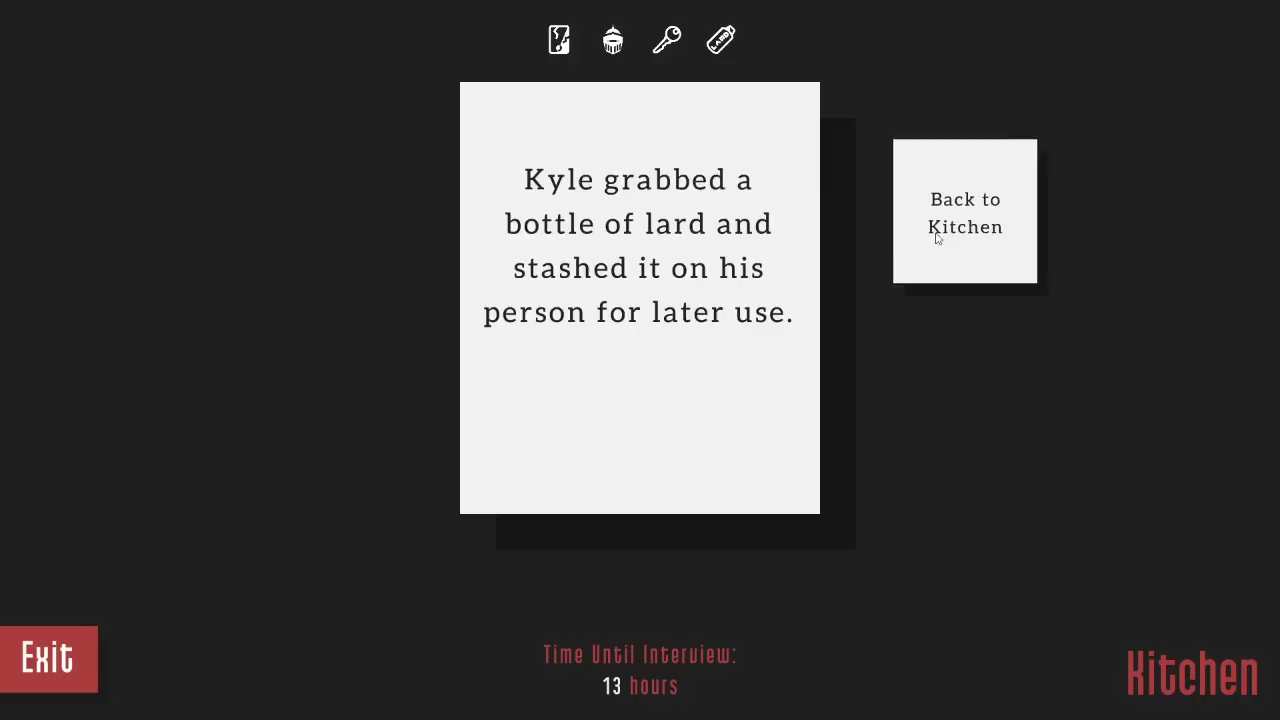 LARD
Kyle grabbed a
bottle of lard and
stashed it on his
person for later use.
Back to
Kitchen
Exit
Time Until Interview:
13 hours
Kitchen